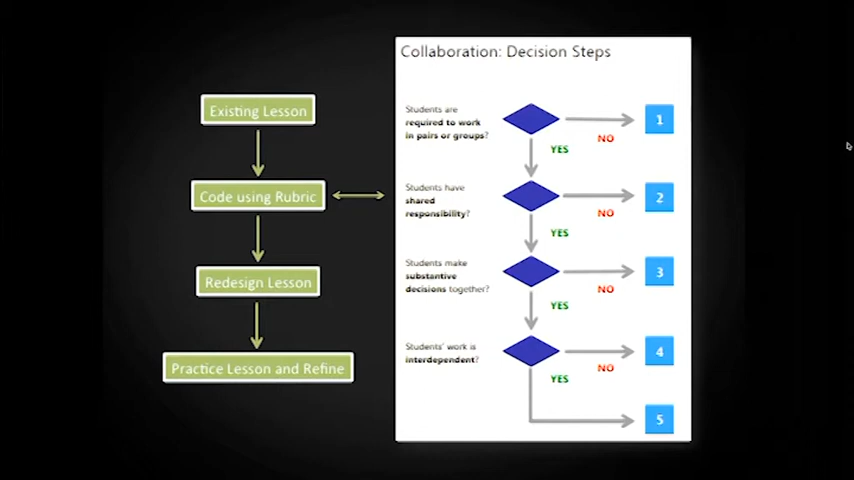 Collaboration: Decision Steps
Existing Lesson
Code using Rubric
Redesign Lesson
Practice Lesson and Refine
Students are
required to work
in pairs or groups?
YES
NO
1
Students have
shared
responsibility?
YES
NO
2
Students make
substantive
decisions together?
YES
NO
3
Students' work is
interdependent?
YES
NO
4
5